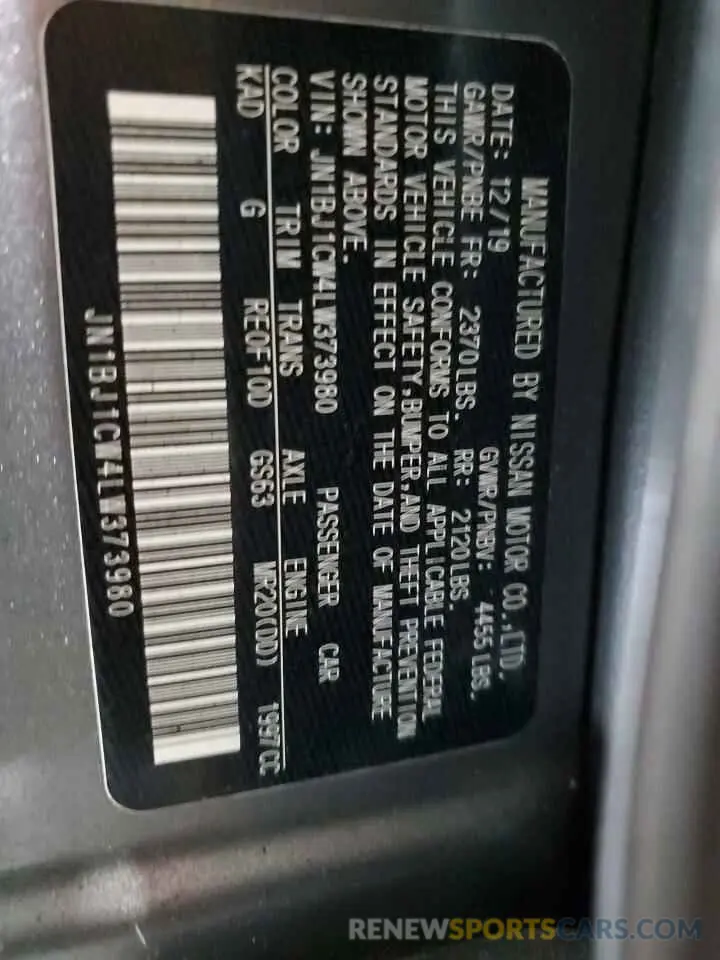 MANUFACTURED BY NISSAN MOTOR CO.,LTD.
DATE: 12/19 GVWR/PNBV: 4455 LBS.
GAWR/PNBE FR: 2370LBS. RR: 2120LBS.
THIS VEHICLE CONFORMS TO ALL APPLICABLE FEDERAL
MOTOR VEHICLE SAFETY,BUMPER,AND THEFT PREVENTION
STANDARDS IN EFFECT ON THE DATE OF MANUFACTURE
SHOWN ABOVE.
VIN: JN1BJ1CW4LW373980 PASSENGER CAR
COLOR TRIM TRANS AXLE ENGINE
KAD G RE0F10D GS63 MR20(DD) 1997CC
JN1BJ1CW4LW373980
RENEWSPORTSCARS.COM